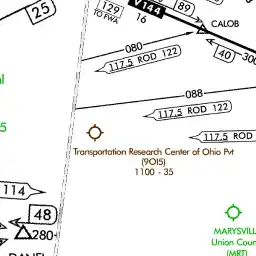 V144
129
TO FWA
16
89
CALOB
25
40
300
080
117.5 ROD 122
088
117.5 ROD 122
117.5 ROD 122
5
Transportation Research Center of Ohio Pvt
(9OI5)
1100 - 35
114
48
280
MARYSVILL
Union Coun
(MRT)